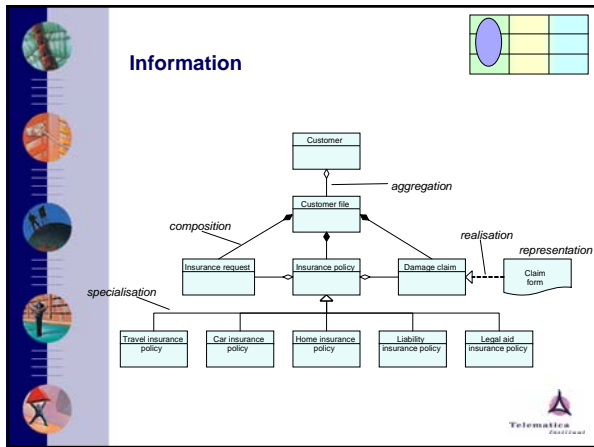 Information
Customer
aggregation
Customer file
composition
realisation
representation
Insurance request
Insurance policy
Damage claim
Claim
form
specialisation
Travel insurance
policy
Car insurance
policy
Home insurance
policy
Liability
insurance policy
Legal aid
insurance policy
Telematica
Instituut